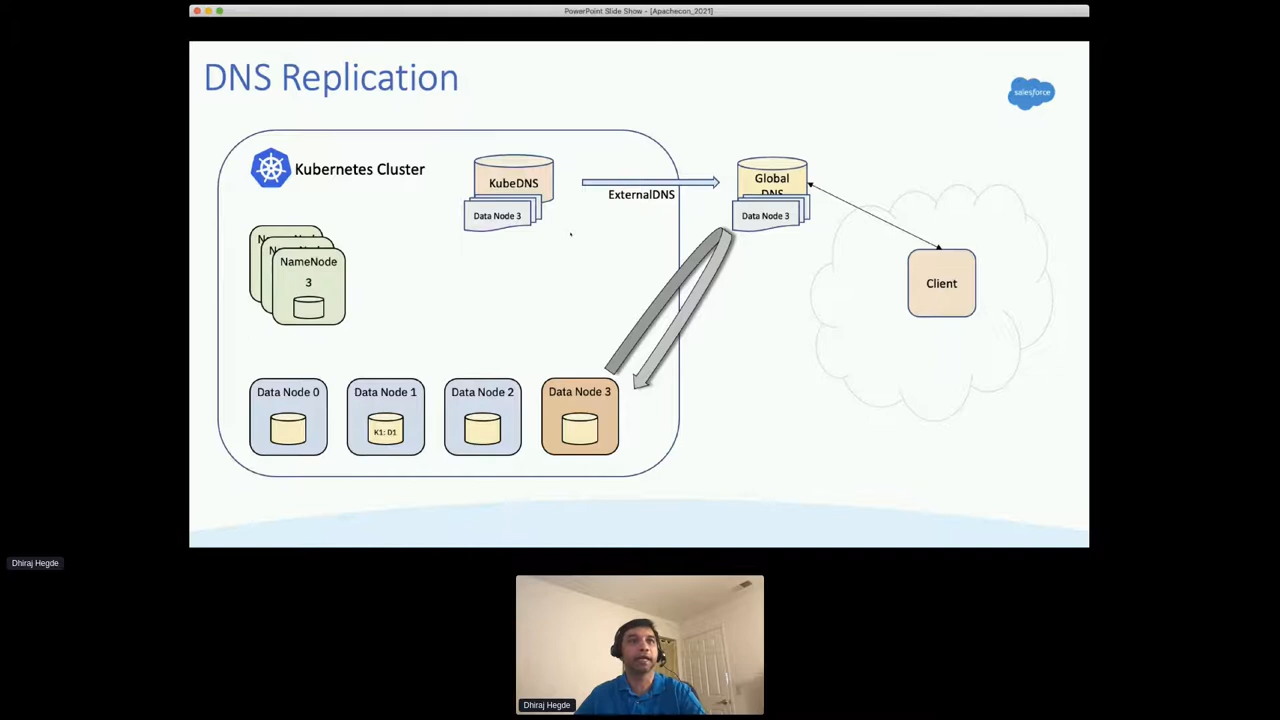 PowerPoint Slide Show - [Apachecon_2021]
DNS Replication
salesforce
Kubernetes Cluster
KubeDNS
Data Node 3
ExternalDNS
Global
DNS
Data Node 3
Client
NameNode
3
Data Node 0
Data Node 1
K1: D1
Data Node 2
Data Node 3
Dhiraj Hegde
Dhiraj Hegde